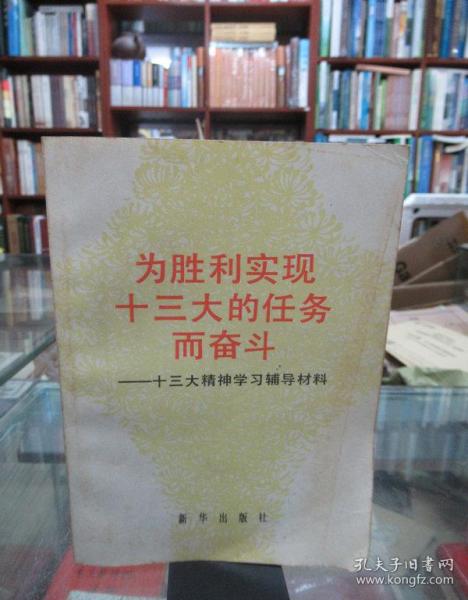 为胜利实现
十三大的任务
而奋斗
——十三大精神学习辅导材料
新华出版社
孔夫子旧书网
www.kongfz.com